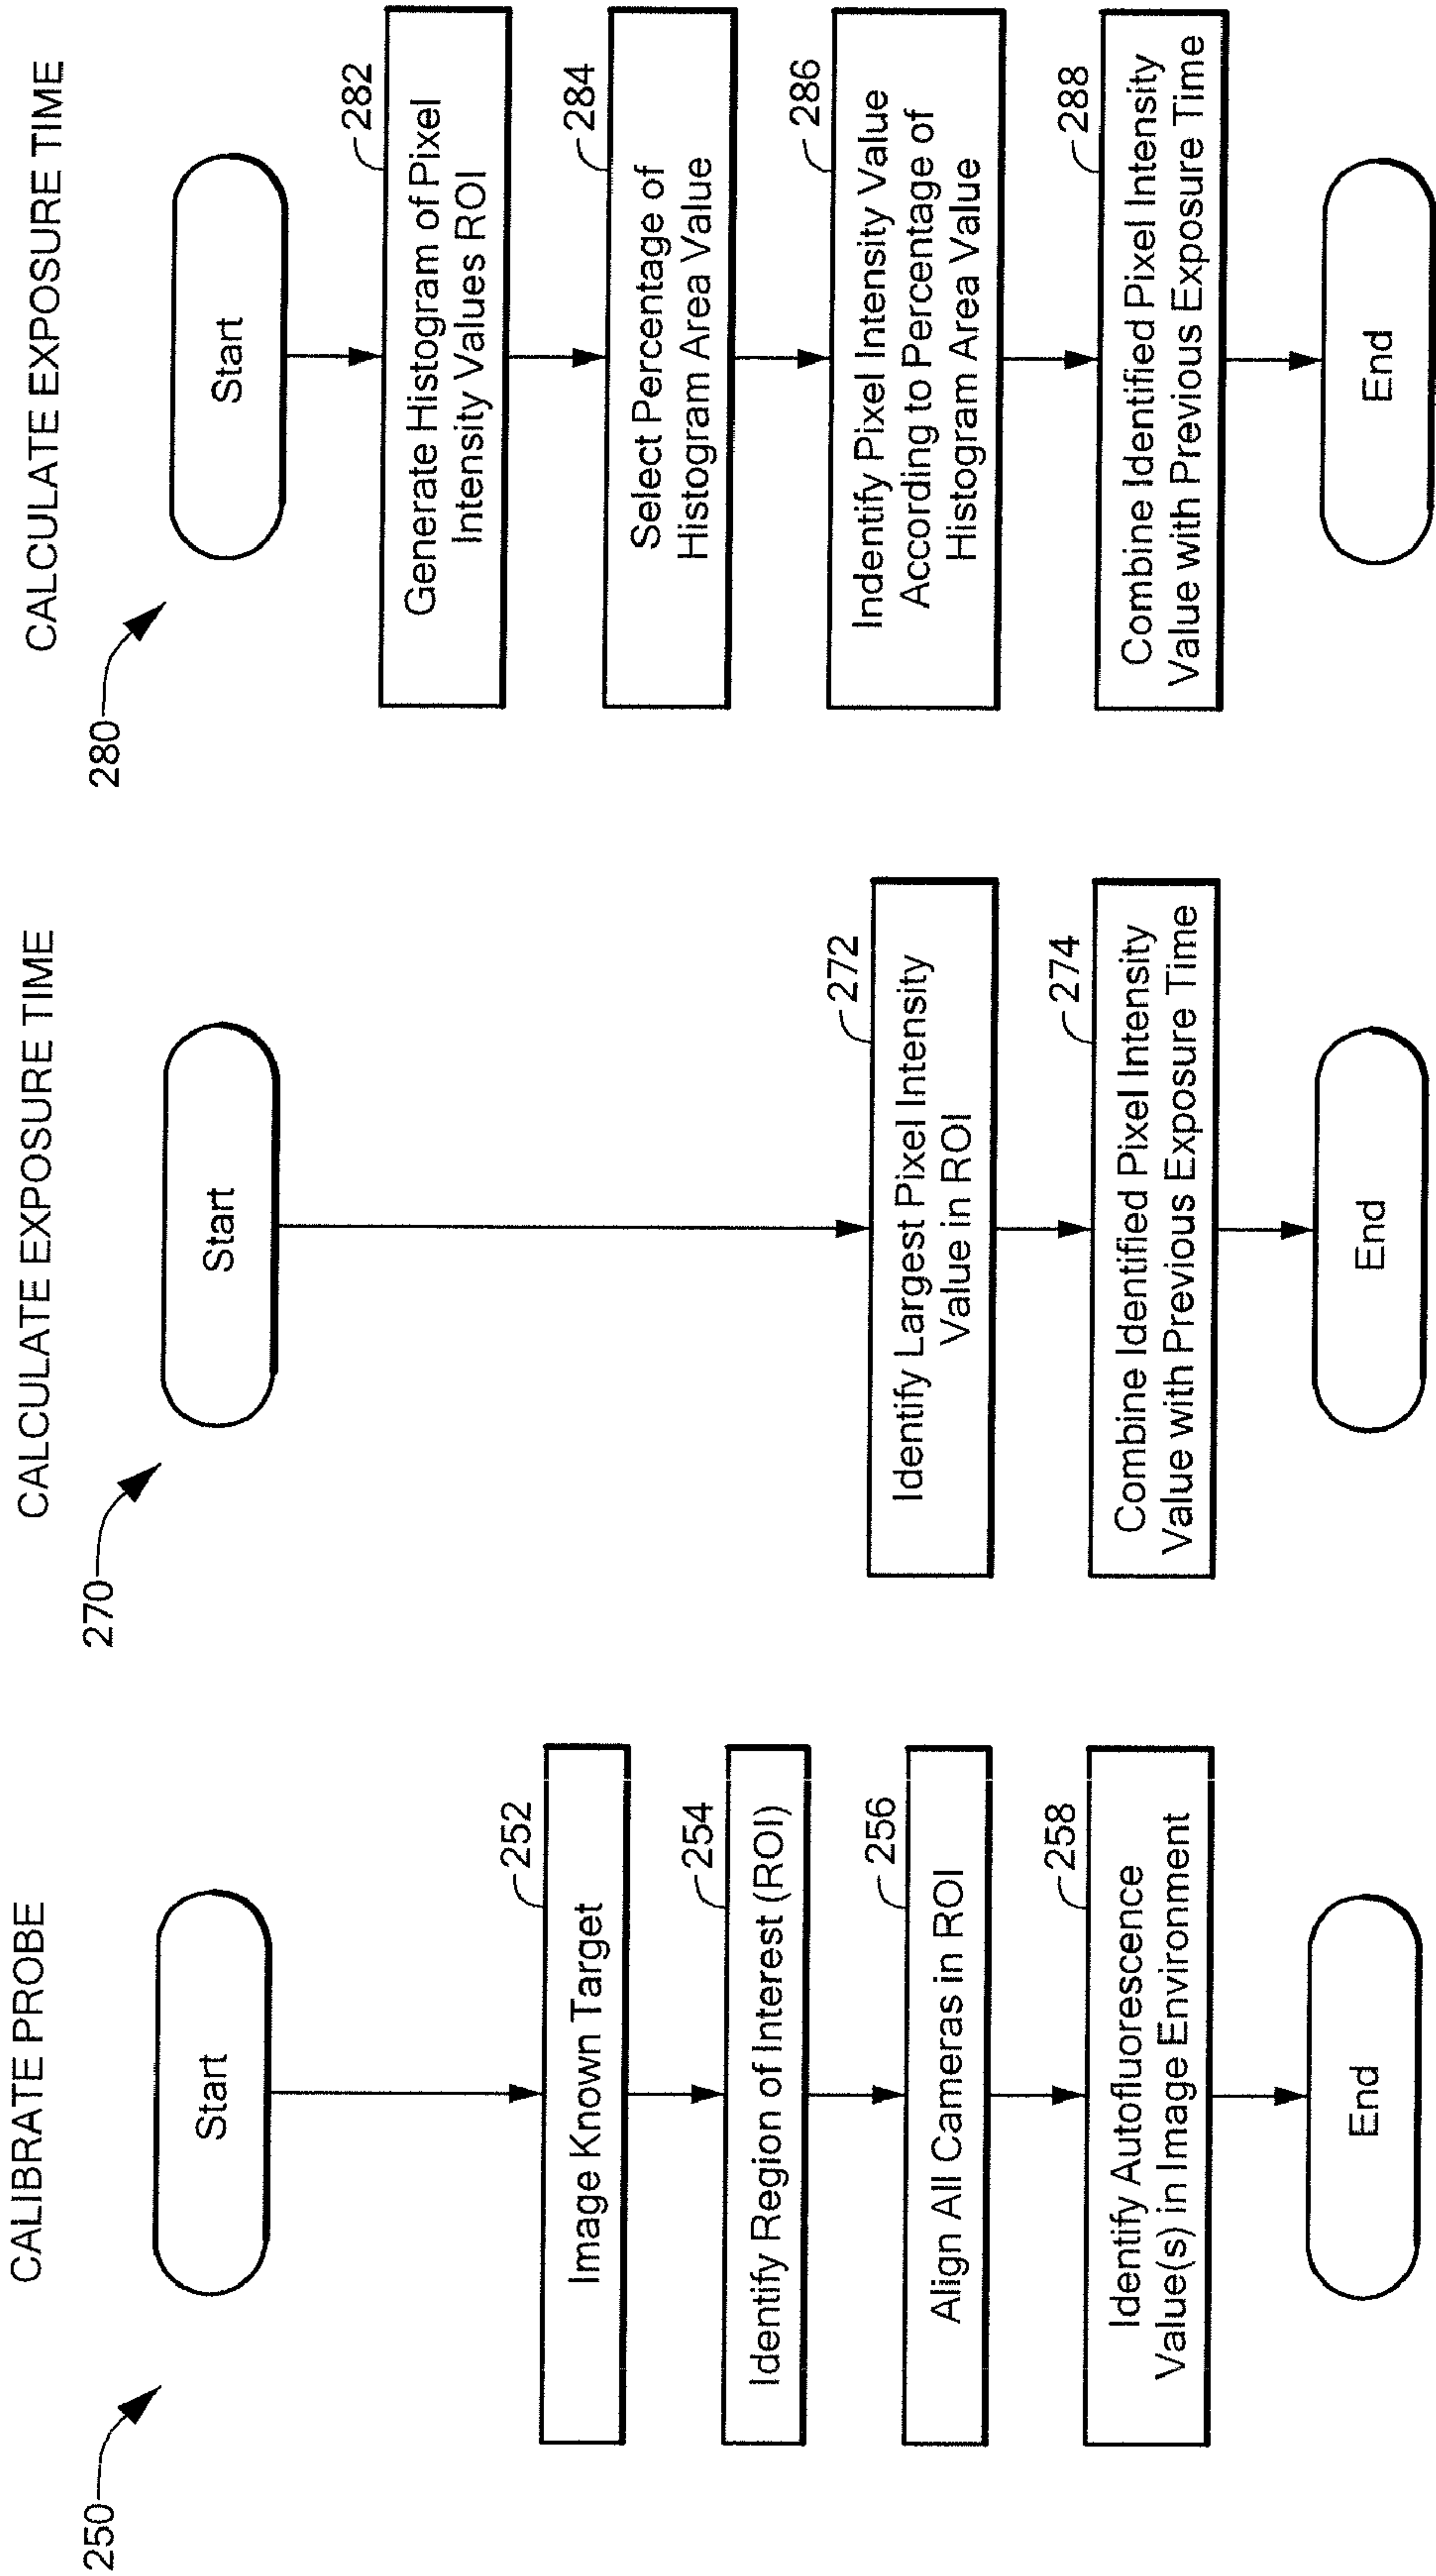 CALIBRATE PROBE
250
Start
252
Image Known Target
254
Identify Region of Interest (ROI)
256
Align All Cameras in ROI
258
Identify Autofluorescence
Value(s) in Image Environment
End
CALCULATE EXPOSURE TIME
270
Start
272
Identify Largest Pixel Intensity
Value in ROI
274
Combine Identified Pixel Intensity
Value with Previous Exposure Time
End
CALCULATE EXPOSURE TIME
280
Start
282
Generate Histogram of Pixel
Intensity Values ROI
284
Select Percentage of
Histogram Area Value
286
Indentify Pixel Intensity Value
According to Percentage of
Histogram Area Value
288
Combine Identified Pixel Intensity
Value with Previous Exposure Time
End